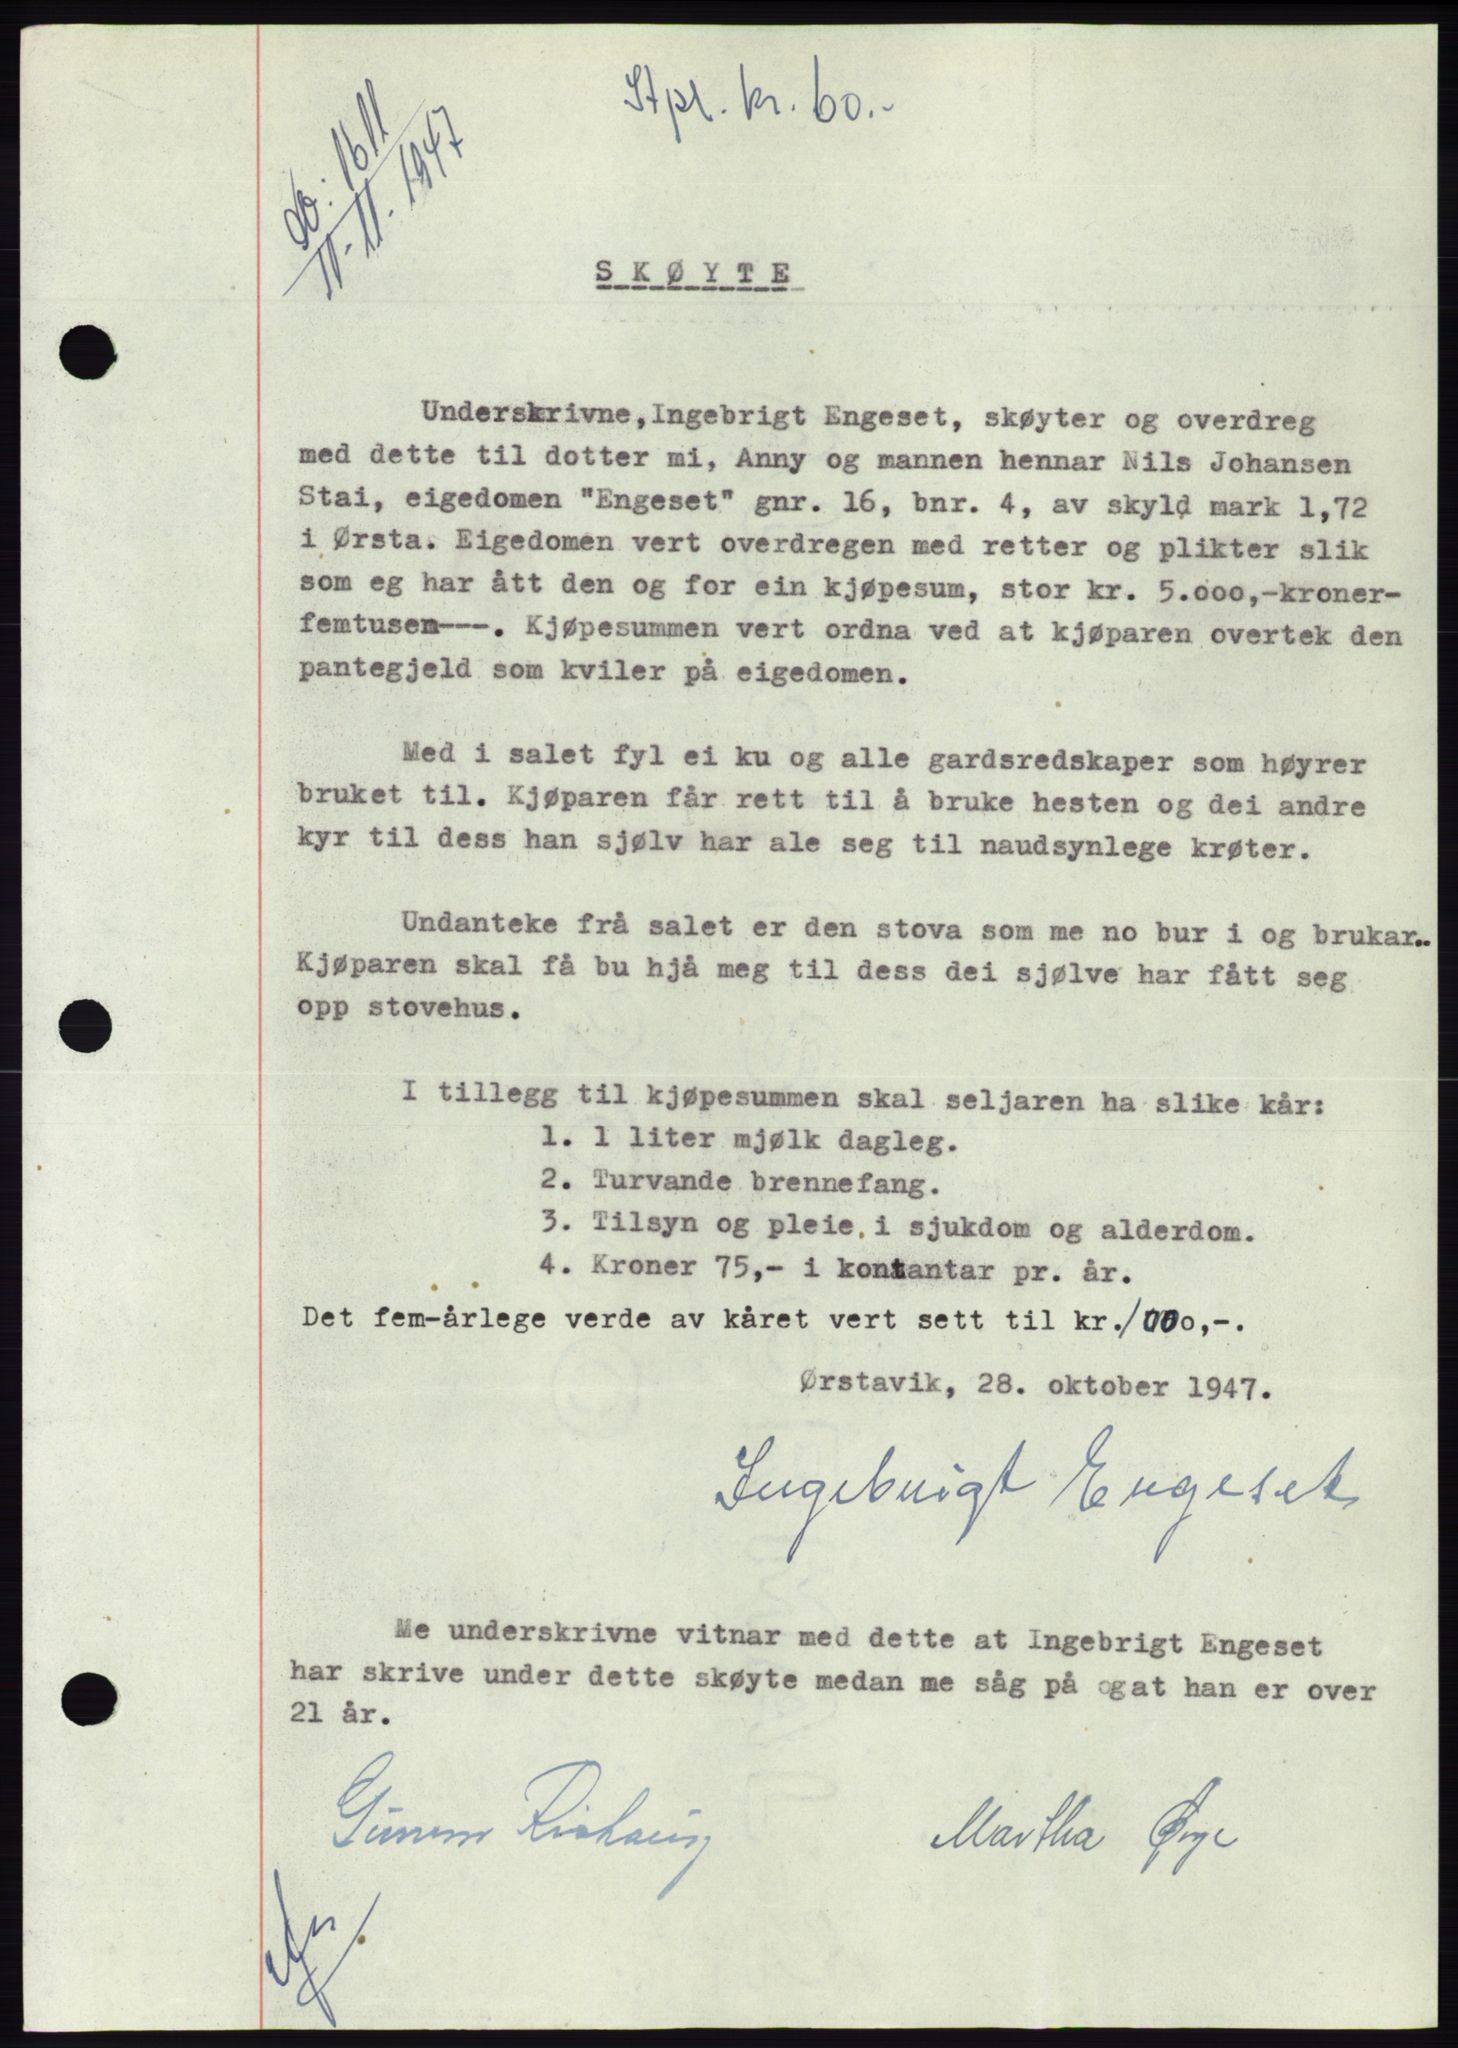 Stpl. kr. 60.-
Db. 1611
11.-11. 1947
SKØYTE
Underskrivne, Ingebrigt Engeset, skøyter og overdreg
med dette til dotter mi, Anny og mannen hennar Nils Johansen
Stai, eigedomen "Engeset" gnr. 16, bnr. 4, av skyld mark 1,72
i Ørsta. Eigedomen vert overdregen med retter og plikter slik
som eg har ått den og for ein kjøpesum, stor kr. 5.000,-kroner-
femtusen---. Kjøpesummen vert ordna ved at kjøparen overtek den
pantegjeld som kviler på eigedomen.
Med i salet fyl ei ku og alle gardsredskaper som høyrer
bruket til. Kjøparen får rett til å bruke hesten og dei andre
kyr til dess han sjølv har ale seg til naudsynlege krøter.
Undanteke frå salet er den stova som me no bur i og brukar..
Kjøparen skal få bu hjå meg til dess dei sjølve har fått seg
opp stovehus.
I tillegg til kjøpesummen skal seljaren ha slike kår:
1. 1 liter mjølk dagleg.
2. Turvande brennefang.
3. Tilsyn og pleie, i sjukdom og alderdom.
4. Kroner 75,- i kontantar pr. år.
Det fem-årlege verde av kåret vert sett til kr. 1000,-.
Ørstavik, 28. oktober 1947.
Ingebrigt Engeset
Me underskrivne vitnar med dette at Ingebrigt Engeset
har skrive under dette skøyte medan me såg på og at han er over
21 år.
Martha Ørje